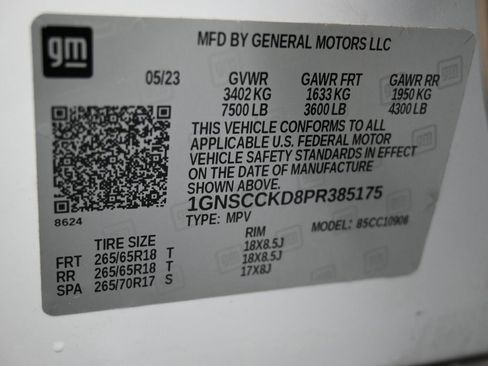 gm
MFD BY GENERAL MOTORS LLC
05/23 GVWR GAWR FRT GAWR RR
3402 KG 1633 KG 1950 KG
7500 LB 3600 LB 4300 LB
THIS VEHICLE CONFORMS TO ALL
APPLICABLE U.S. FEDERAL MOTOR
VEHICLE SAFETY STANDARDS IN EFFECT
ON THE DATE OF MANUFACTURE
SHOWN ABOVE.
1GNSCCKD8PR385175
8624
TYPE: MPV MODEL: 85CC10906
TIRE SIZE RIM
FRT 265/65R18 T 18X8.5J
RR 265/65R18 T 18X8.5J
SPA 265/70R17 S 17X8J